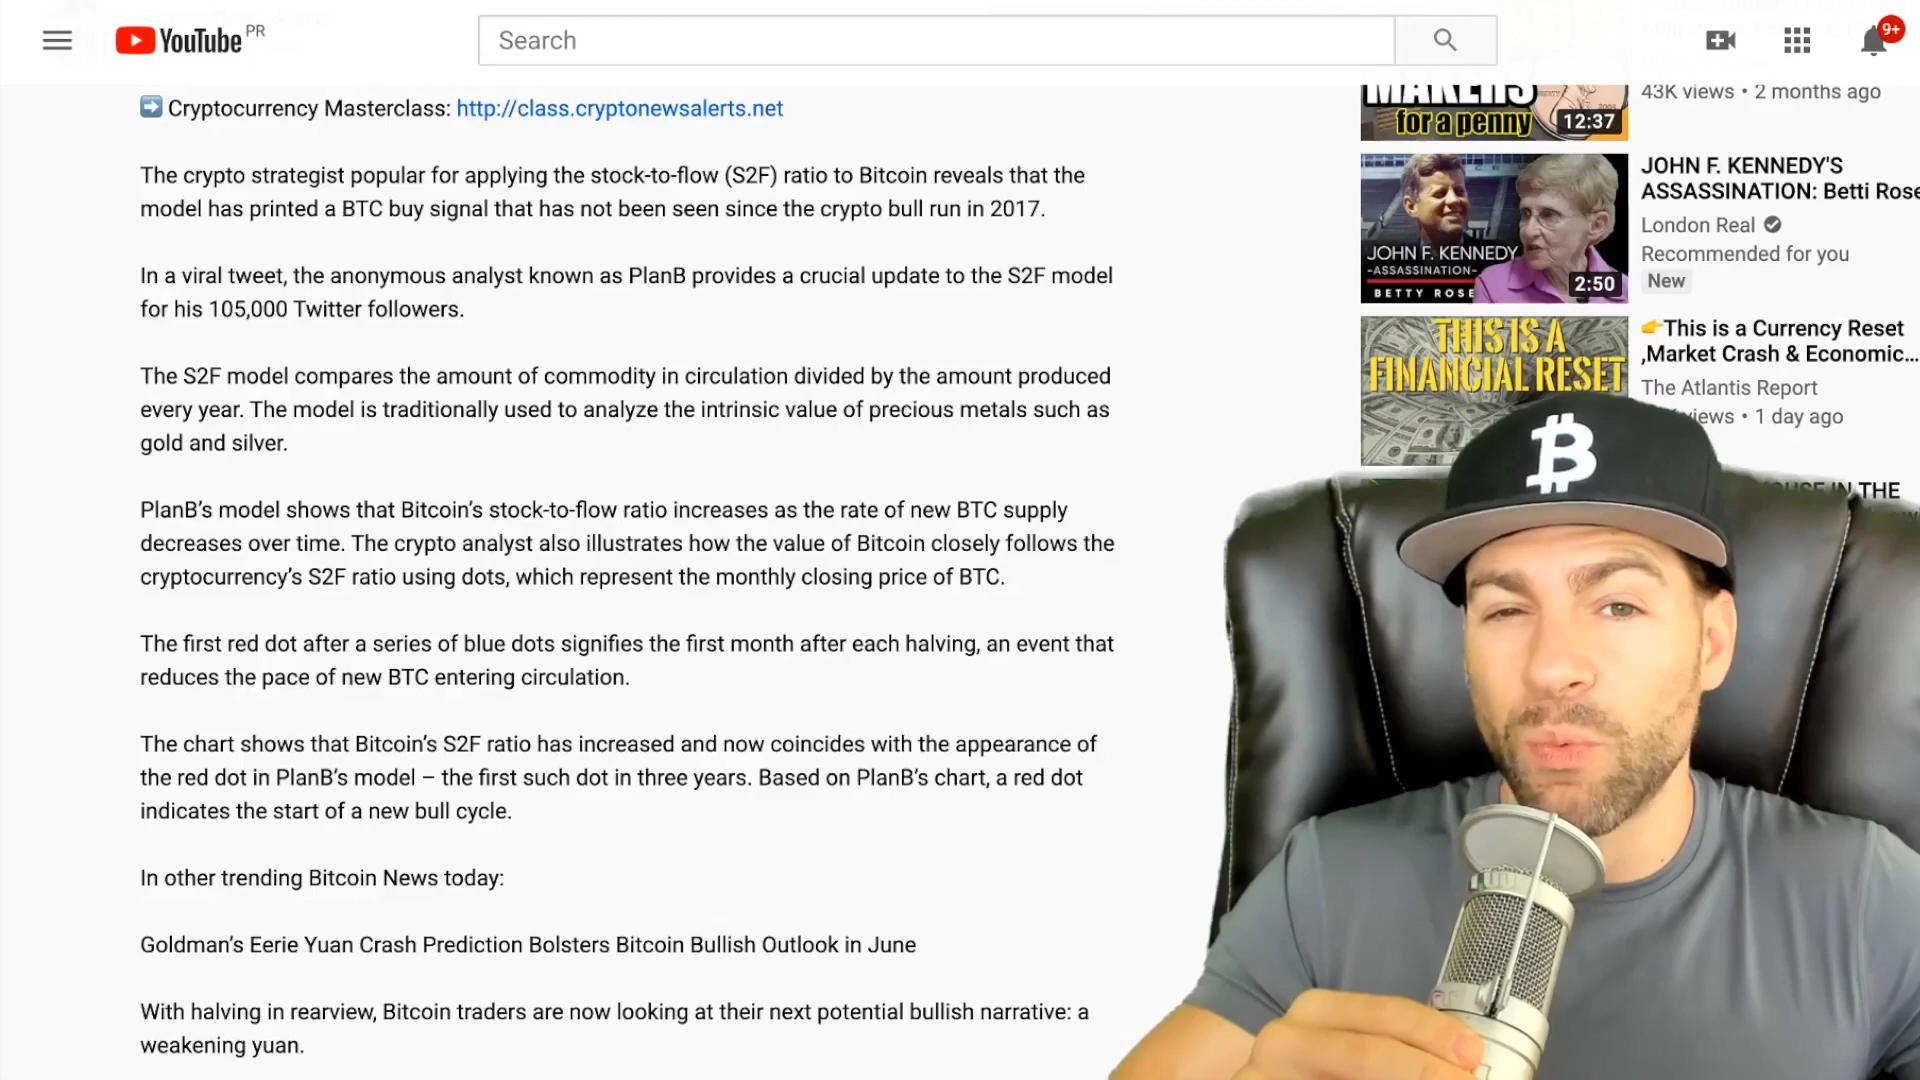 YouTube PR
Search
9+
➡ Cryptocurrency Masterclass: http://class.cryptonewsalerts.net
The crypto strategist popular for applying the stock-to-flow (S2F) ratio to Bitcoin reveals that the
model has printed a BTC buy signal that has not been seen since the crypto bull run in 2017.
In a viral tweet, the anonymous analyst known as PlanB provides a crucial update to the S2F model
for his 105,000 Twitter followers.
The S2F model compares the amount of commodity in circulation divided by the amount produced
every year. The model is traditionally used to analyze the intrinsic value of precious metals such as
gold and silver.
PlanB’s model shows that Bitcoin’s stock-to-flow ratio increases as the rate of new BTC supply
decreases over time. The crypto analyst also illustrates how the value of Bitcoin closely follows the
cryptocurrency’s S2F ratio using dots, which represent the monthly closing price of BTC.
The first red dot after a series of blue dots signifies the first month after each halving, an event that
reduces the pace of new BTC entering circulation.
The chart shows that Bitcoin’s S2F ratio has increased and now coincides with the appearance of
the red dot in PlanB’s model – the first such dot in three years. Based on PlanB’s chart, a red dot
indicates the start of a new bull cycle.
In other trending Bitcoin News today:
Goldman’s Eerie Yuan Crash Prediction Bolsters Bitcoin Bullish Outlook in June
With halving in rearview, Bitcoin traders are now looking at their next potential bullish narrative: a
weakening yuan.
MAKERS
for a penny
12:37
43K views • 2 months ago
JOHN F. KENNEDY
-ASSASSINATION-
BETTY ROSE
2:50
JOHN F. KENNEDY'S
ASSASSINATION: Betti Rose
London Real
Recommended for you
New
THIS IS A
FINANCIAL RESET
👉This is a Currency Reset
,Market Crash & Economic...
The Atlantis Report
views • 1 day ago
IN THE